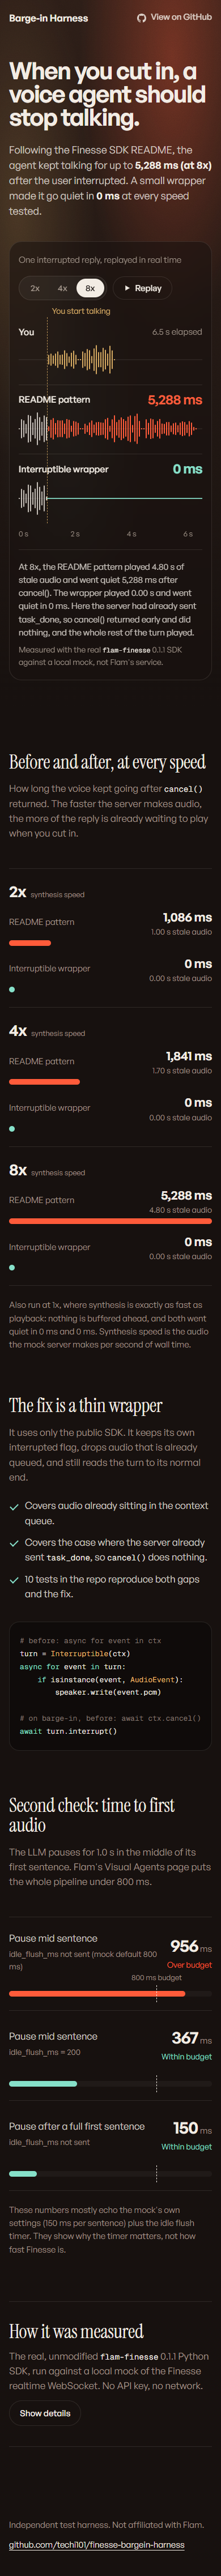 Barge-in Harness
View on GitHub
When you cut in, a
voice agent should
stop talking.
Following the Finesse SDK README, the
agent kept talking for up to 5,288 ms (at 8x)
after the user interrupted. A small wrapper
made it go quiet in 0 ms at every speed
tested.
One interrupted reply, replayed in real time
2x 4x 8x Replay
You start talking
You 6.5 s elapsed
README pattern 5,288 ms
Interruptible wrapper 0 ms
0 s 2 s 4 s 6 s
At 8x, the README pattern played 4.80 s of
stale audio and went quiet 5,288 ms after
cancel(). The wrapper played 0.00 s and went
quiet in 0 ms. Here the server had already sent
task_done, so cancel() returned early and did
nothing, and the whole rest of the turn played.
Measured with the real flam-finesse 0.1.1 SDK
against a local mock, not Flam's service.
Before and after, at every speed
How long the voice kept going after cancel()
returned. The faster the server makes audio,
the more of the reply is already waiting to play
when you cut in.
2x synthesis speed
README pattern 1,086 ms
1.00 s stale audio
Interruptible wrapper 0 ms
0.00 s stale audio
4x synthesis speed
README pattern 1,841 ms
1.70 s stale audio
Interruptible wrapper 0 ms
0.00 s stale audio
8x synthesis speed
README pattern 5,288 ms
4.80 s stale audio
Interruptible wrapper 0 ms
0.00 s stale audio
Also run at 1x, where synthesis is exactly as fast as
playback: nothing is buffered ahead, and both went
quiet in 0 ms and 0 ms. Synthesis speed is the audio
the mock server makes per second of wall time.
The fix is a thin wrapper
It uses only the public SDK. It keeps its own
interrupted flag, drops audio that is already
queued, and still reads the turn to its normal
end.
Covers audio already sitting in the context
queue.
Covers the case where the server already
sent task_done, so cancel() does nothing.
10 tests in the repo reproduce both gaps
and the fix.
# before: async for event in ctx
turn = Interruptible(ctx)
async for event in turn:
if isinstance(event, AudioEvent):
speaker.write(event.pcm)
# on barge-in, before: await ctx.cancel()
await turn.interrupt()
Second check: time to first
audio
The LLM pauses for 1.0 s in the middle of its
first sentence. Flam's Visual Agents page puts
the whole pipeline under 800 ms.
Pause mid sentence 956 ms
idle_flush_ms not sent (mock default 800
ms)
Over budget
800 ms budget
Pause mid sentence 367 ms
idle_flush_ms = 200 Within budget
Pause after a full first sentence 150 ms
idle_flush_ms not sent Within budget
These numbers mostly echo the mock's own
settings (150 ms per sentence) plus the idle flush
timer. They show why the timer matters, not how
fast Finesse is.
How it was measured
The real, unmodified flam-finesse 0.1.1 Python
SDK, run against a local mock of the Finesse
realtime WebSocket. No API key, no network.
Show details
Independent test harness. Not affiliated with Flam.
github.com/techi101/finesse-bargein-harness